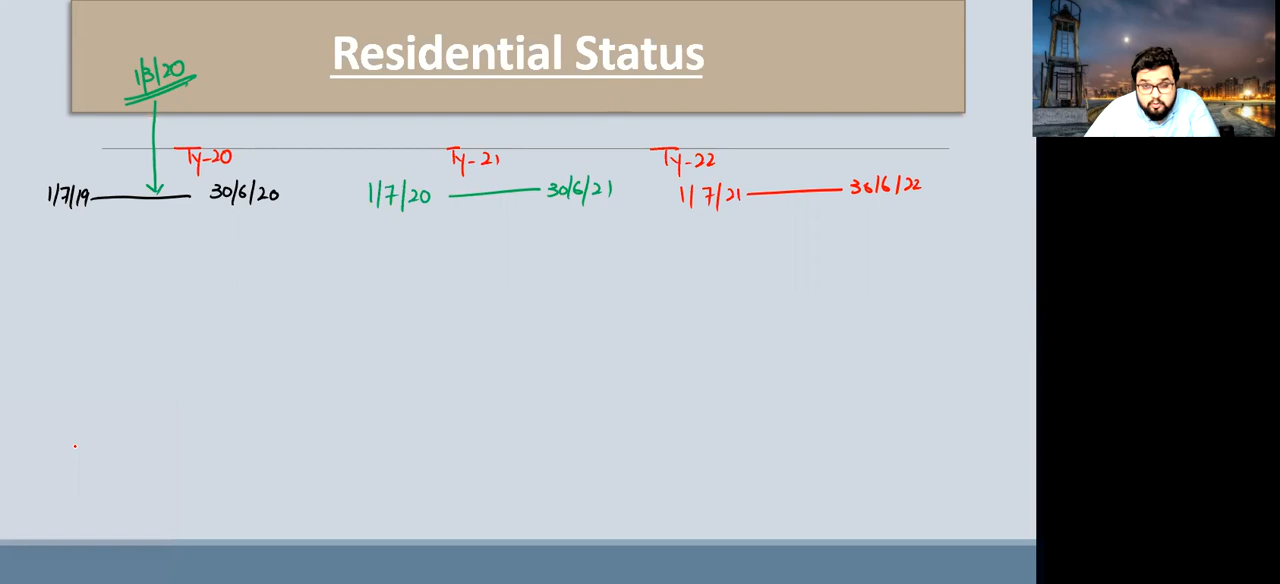 Residential Status
1/3/20
Ty-20
Ty-21
Ty-22
1/7/19 30/6/20
1/7/20 30/6/21
1/7/21 30/6/22